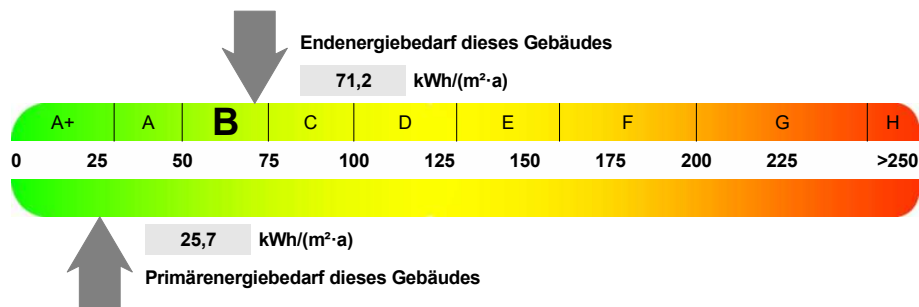 Endenergiebedarf dieses Gebäudes
71,2 kWh/(m²·a)
A+ A B C D E F G H
0 25 50 75 100 125 150 175 200 225 >250
25,7 kWh/(m²·a)
Primärenergiebedarf dieses Gebäudes